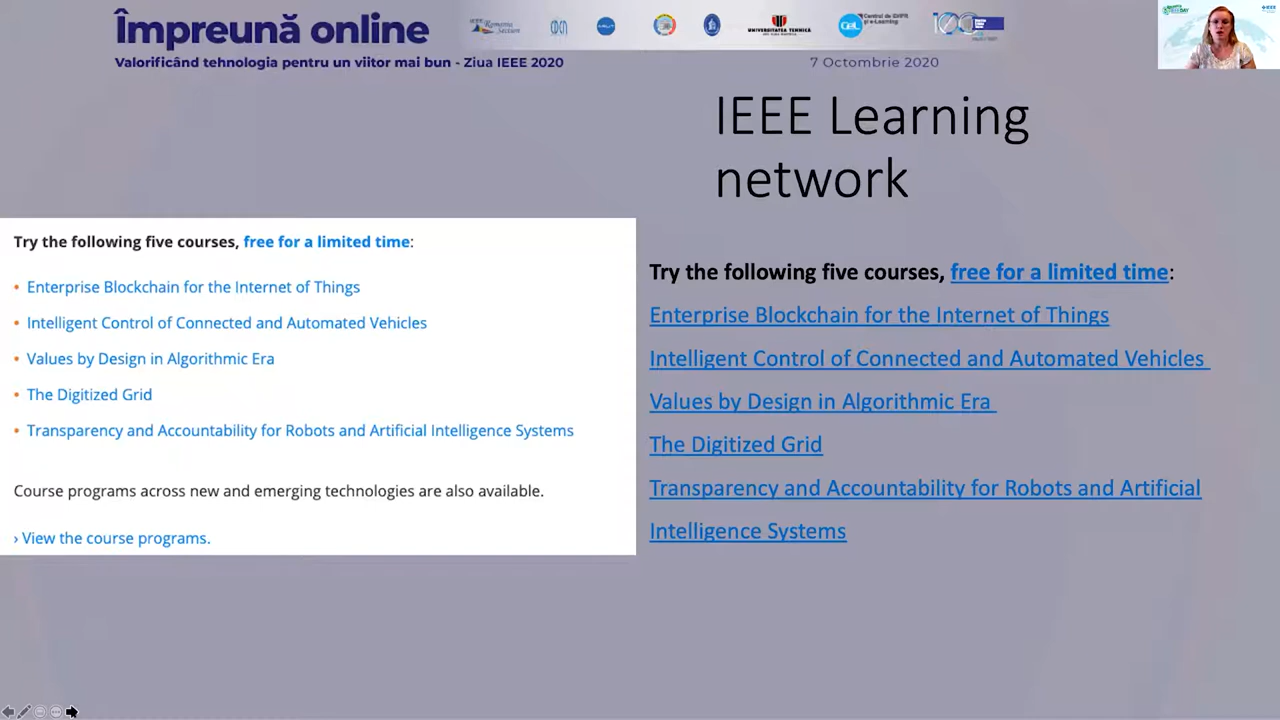 Împreună online
Valorificând tehnologia pentru un viitor mai bun - Ziua IEEE 2020
7 Octombrie 2020
IEEE Learning
network
Try the following five courses, free for a limited time:
• Enterprise Blockchain for the Internet of Things
• Intelligent Control of Connected and Automated Vehicles
• Values by Design in Algorithmic Era
• The Digitized Grid
• Transparency and Accountability for Robots and Artificial Intelligence Systems
Course programs across new and emerging technologies are also available.
› View the course programs.
Try the following five courses, free for a limited time:
Enterprise Blockchain for the Internet of Things
Intelligent Control of Connected and Automated Vehicles
Values by Design in Algorithmic Era
The Digitized Grid
Transparency and Accountability for Robots and Artificial
Intelligence Systems